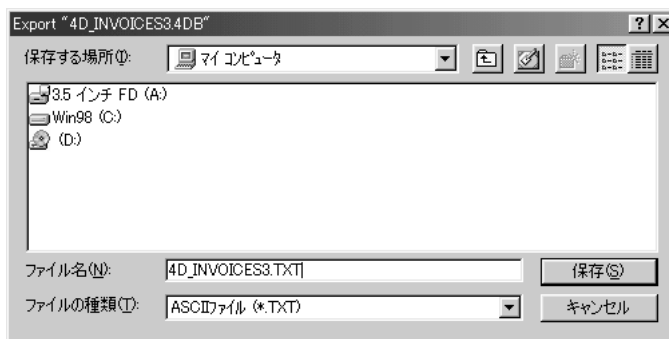 Export “4D_INVOICES3.4DB”
保存する場所(I):
マイ コンピュータ
3.5 インチ FD (A:)
Win98 (C:)
(D:)
ファイル名(N):
4D_INVOICES3.TXT
保存(S)
ファイルの種類(T):
ASCIIファイル (*.TXT)
キャンセル